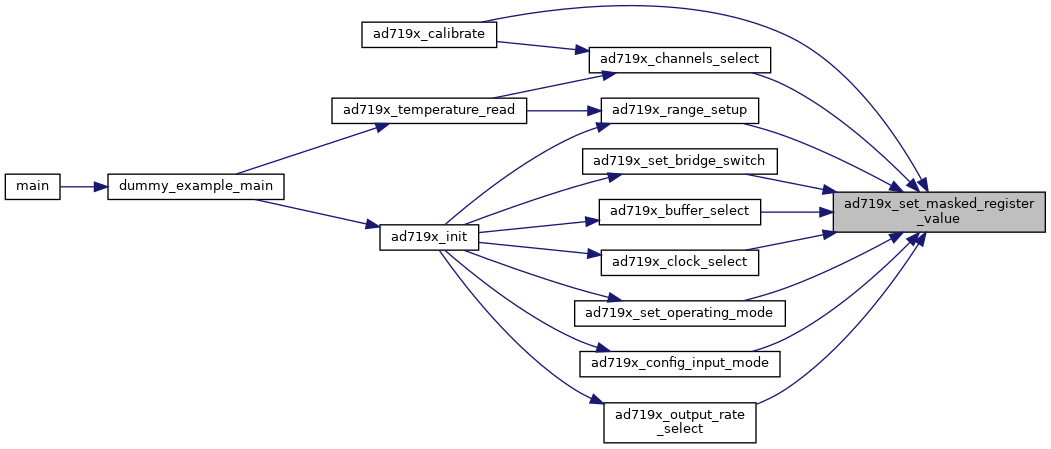 ad719x_calibrate
ad719x_channels_select
ad719x_temperature_read
ad719x_range_setup
ad719x_set_bridge_switch
main
dummy_example_main
ad719x_set_masked_register
_value
ad719x_buffer_select
ad719x_init
ad719x_clock_select
ad719x_set_operating_mode
ad719x_config_input_mode
ad719x_output_rate
_select